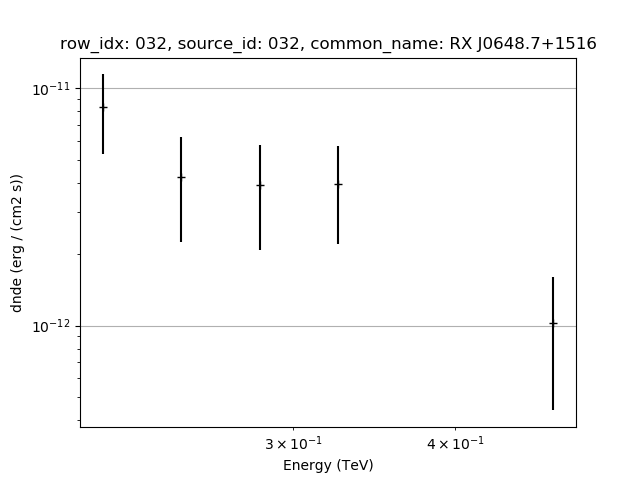 row_idx: 032, source_id: 032, common_name: RX J0648.7+1516
10⁻¹¹
10⁻¹²
dnde (erg / (cm2 s))
3 × 10⁻¹ 4 × 10⁻¹
Energy (TeV)